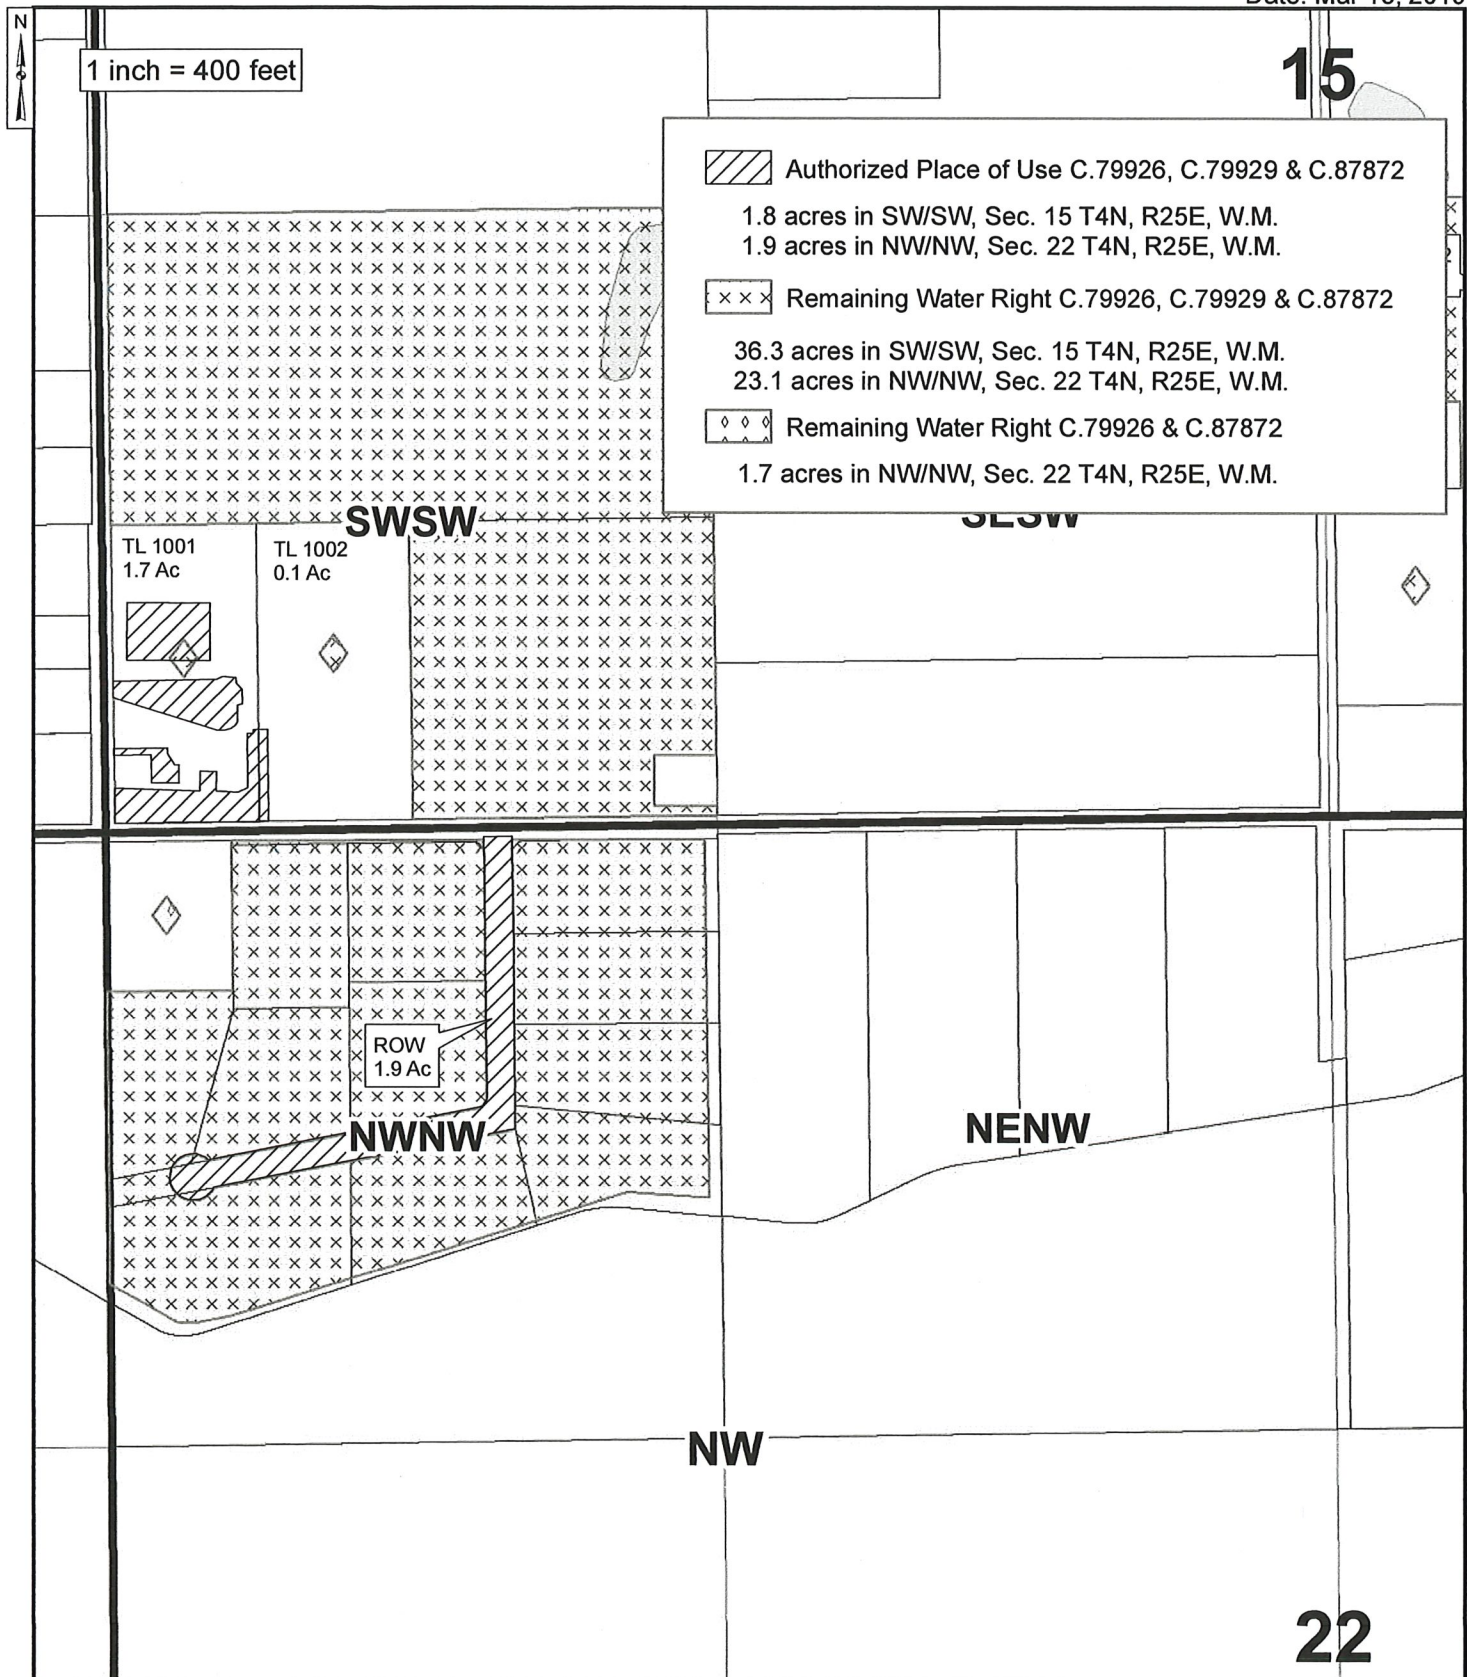 N
1 inch = 400 feet
15
Authorized Place of Use C.79926, C.79929 & C.87872
1.8 acres in SW/SW, Sec. 15 T4N, R25E, W.M.
1.9 acres in NW/NW, Sec. 22 T4N, R25E, W.M.
Remaining Water Right C.79926, C.79929 & C.87872
36.3 acres in SW/SW, Sec. 15 T4N, R25E, W.M.
23.1 acres in NW/NW, Sec. 22 T4N, R25E, W.M.
Remaining Water Right C.79926 & C.87872
1.7 acres in NW/NW, Sec. 22 T4N, R25E, W.M.
SWSW
SESW
TL 1001
1.7 Ac
TL 1002
0.1 Ac
ROW
1.9 Ac
NWNW
NENW
NW
22